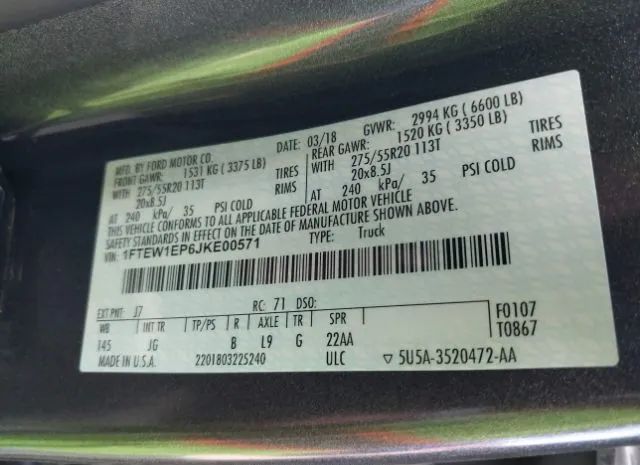 MFD. BY FORD MOTOR CO.
DATE: 03/18 GVWR: 2994 KG ( 6600 LB)
FRONT GAWR: 1531 KG ( 3375 LB)
REAR GAWR: 1520 KG ( 3350 LB)
WITH 275/55R20 113T TIRES
WITH 275/55R20 113T TIRES
20x8.5J RIMS
20x8.5J RIMS
AT 240 kPa/ 35 PSI COLD
AT 240 kPa/ 35 PSI COLD
THIS VEHICLE CONFORMS TO ALL APPLICABLE FEDERAL MOTOR VEHICLE
SAFETY STANDARDS IN EFFECT ON THE DATE OF MANUFACTURE SHOWN ABOVE.
VIN: 1FTEW1EP6JKE00571 TYPE: Truck
EXT PNT: J7 RC: 71 DSO:
WB INT TR TP/PS R AXLE TR SPR
F0107
145 JG B L9 G 22AA
T0867
MADE IN U.S.A. 2201803225240 ULC ▽ 5U5A-3520472-AA